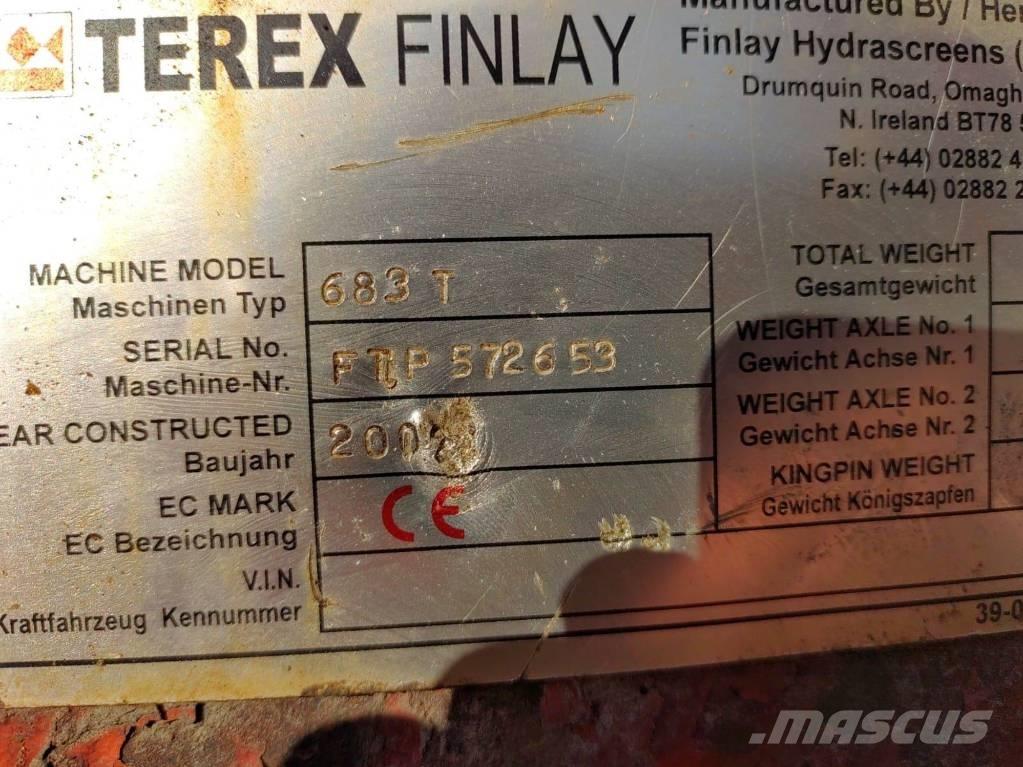 TEREX FINLAY
Manufactured By / Her
Finlay Hydrascreens (
Drumquin Road, Omagh
N. Ireland BT78 5
Tel: (+44) 02882 4
Fax: (+44) 02882 2
MACHINE MODEL
Maschinen Typ
683 T
SERIAL No.
Maschine-Nr.
572653
EAR CONSTRUCTED
Baujahr
EC MARK
EC Bezeichnung
CE
V.I.N.
Kraftfahrzeug Kennummer
TOTAL WEIGHT
Gesamtgewicht
WEIGHT AXLE No. 1
Gewicht Achse Nr. 1
WEIGHT AXLE No. 2
Gewicht Achse Nr. 2
KINGPIN WEIGHT
Gewicht Königszapfen
39-0
MASCUS